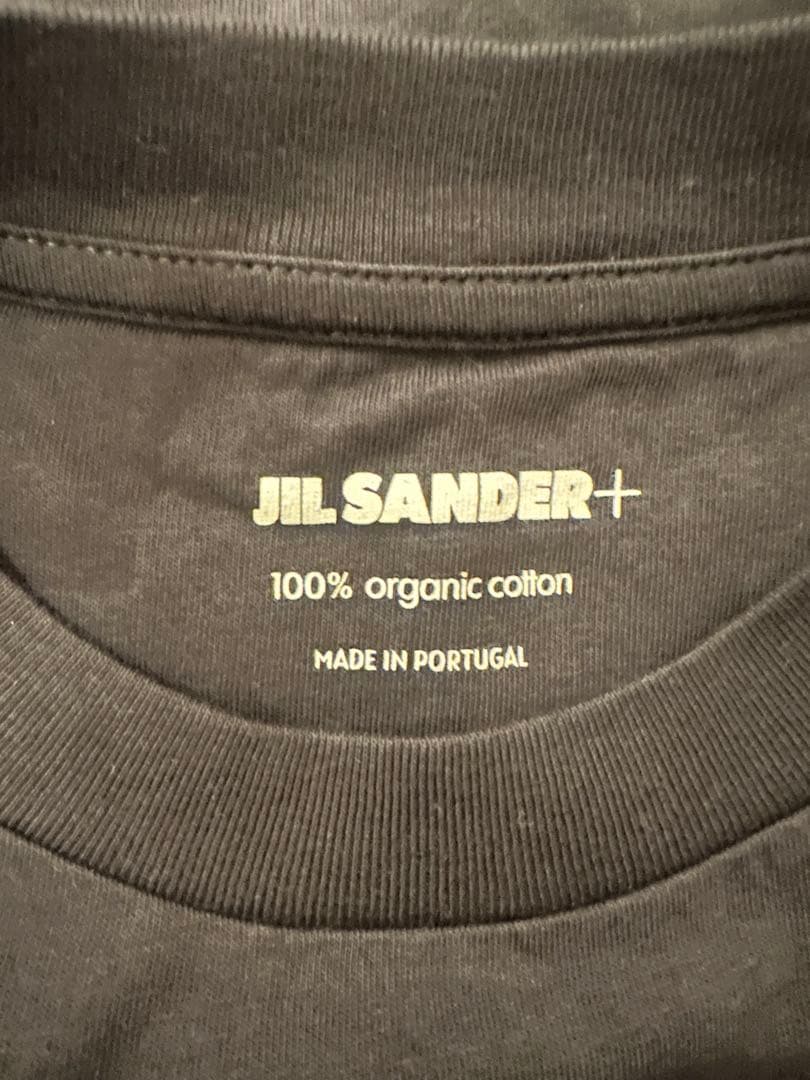 JIL SANDER+
100% organic cotton
MADE IN PORTUGAL